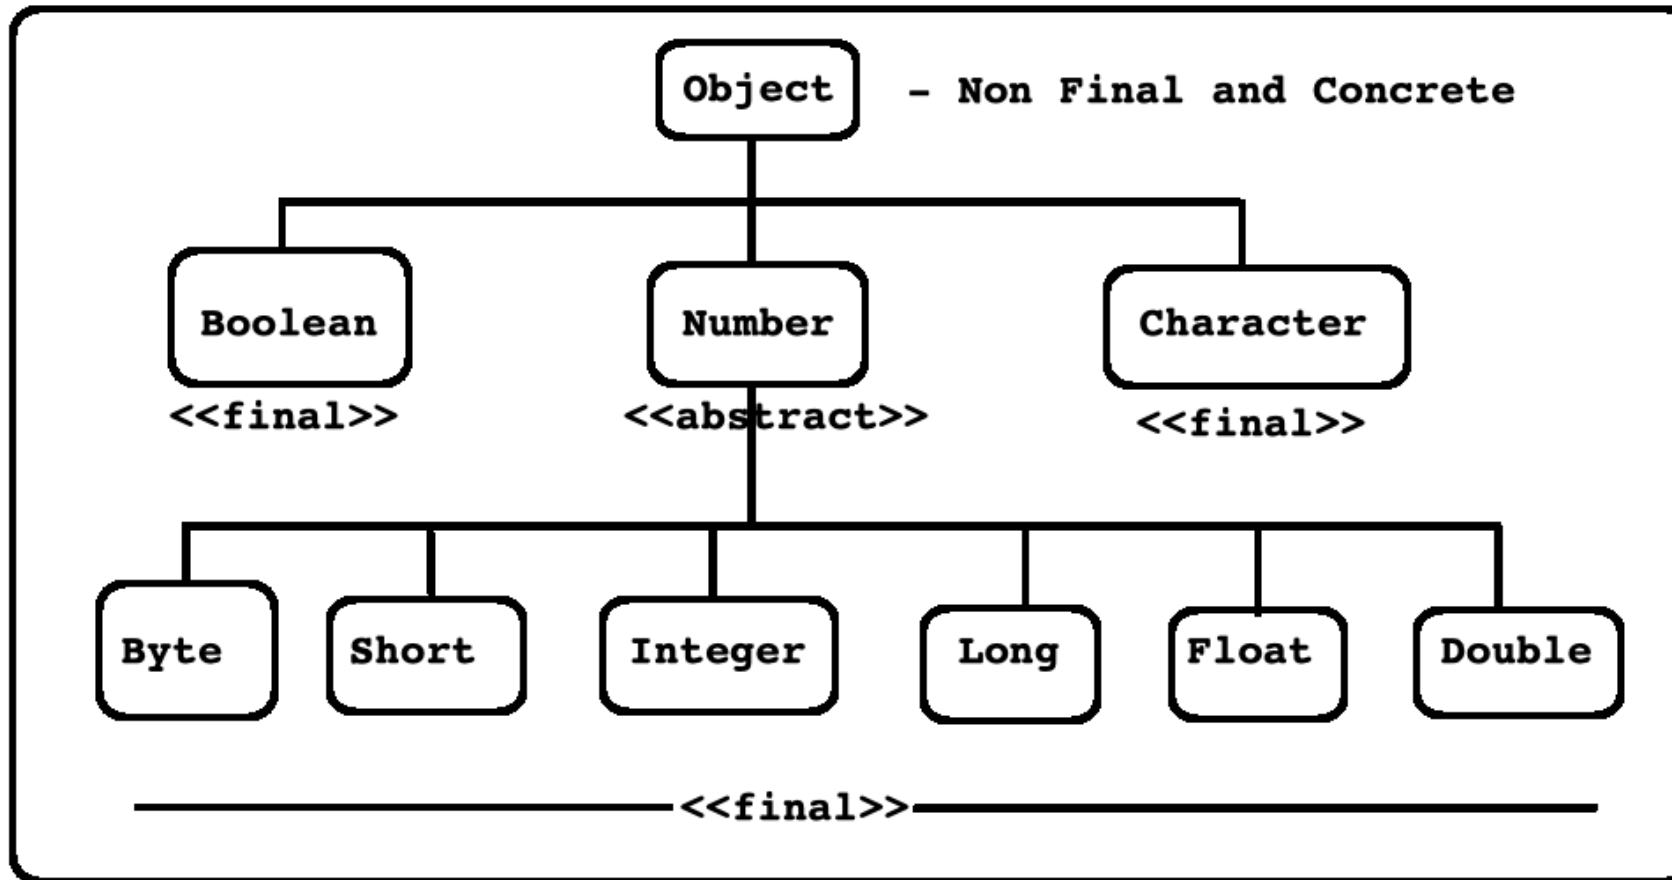 Object - Non Final and Concrete
Boolean Number Character
<<final>> <<abstract>> <<final>>
Byte Short Integer Long Float Double
<<final>>